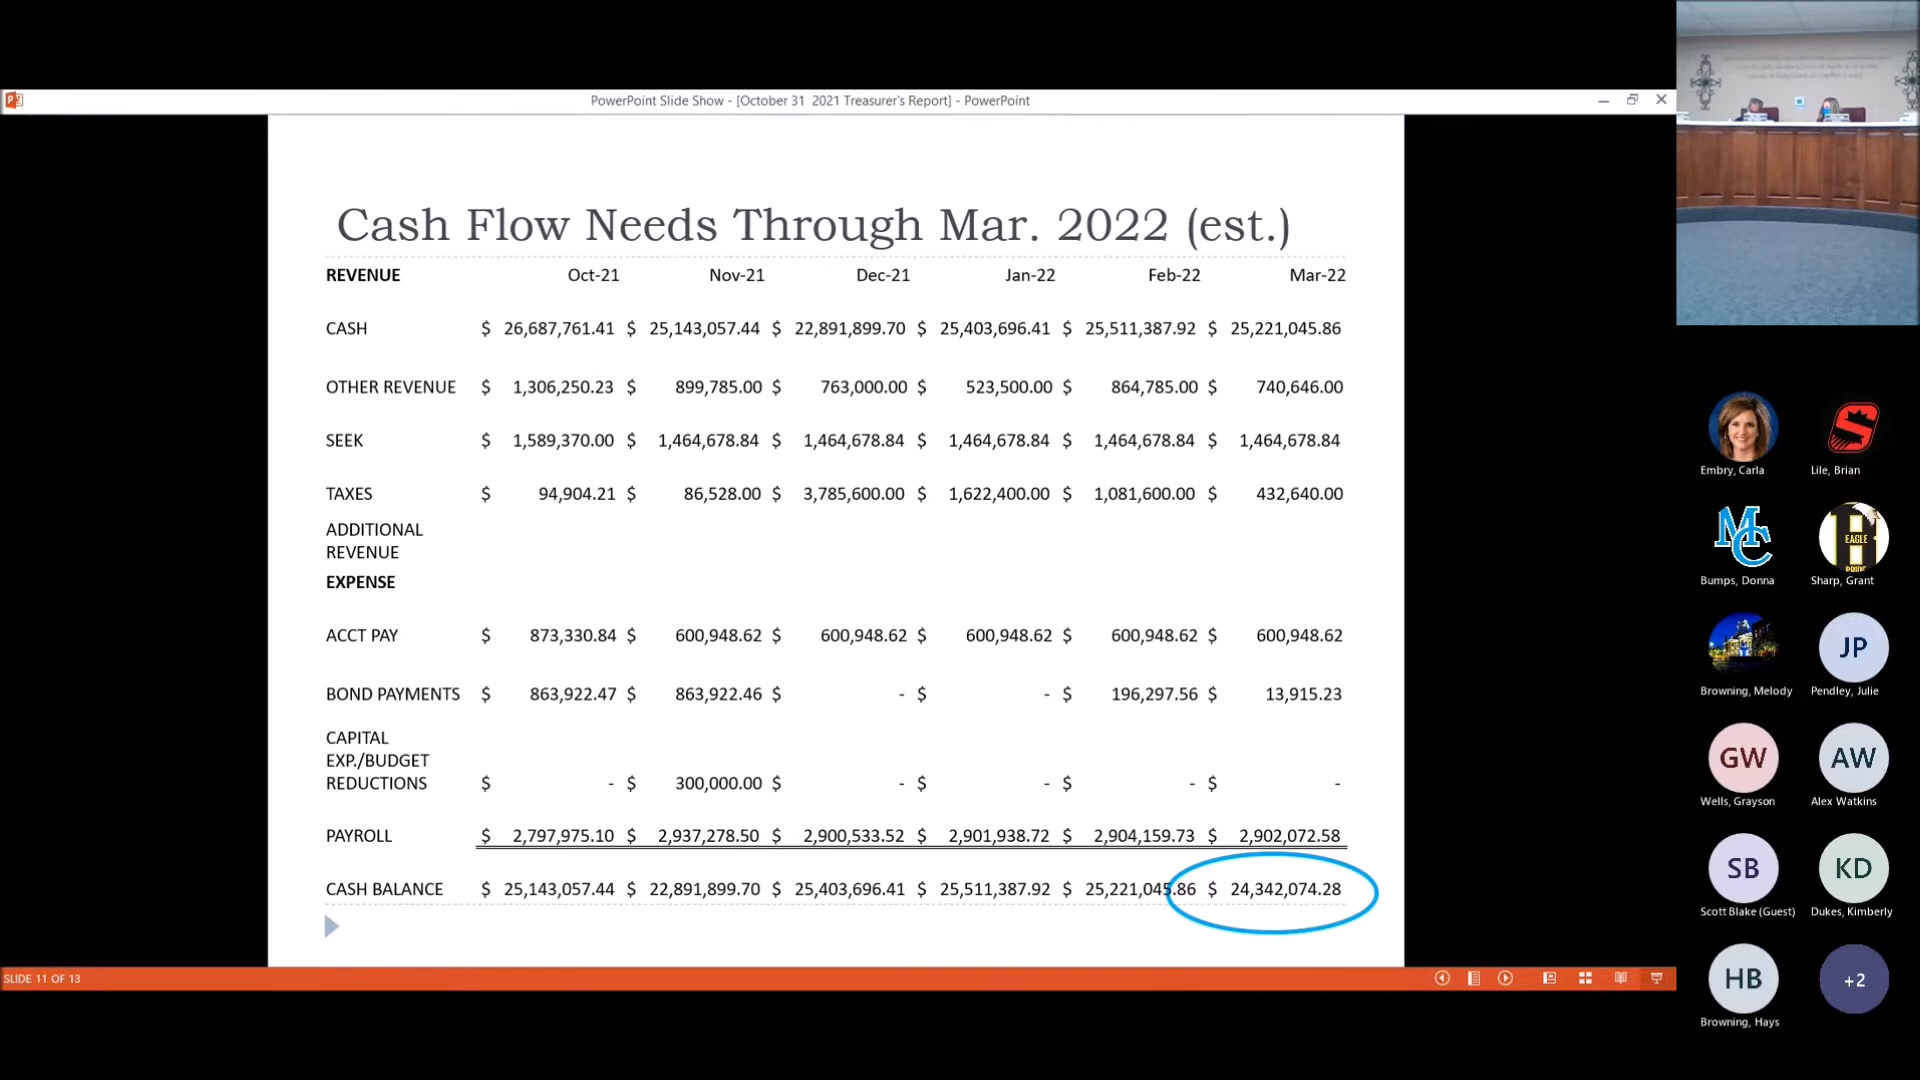 PowerPoint Slide Show - [October 31 2021 Treasurer's Report] - PowerPoint
Cash Flow Needs Through Mar. 2022 (est.)
REVENUE Oct-21 Nov-21 Dec-21 Jan-22 Feb-22 Mar-22
CASH $ 26,687,761.41 $ 25,143,057.44 $ 22,891,899.70 $ 25,403,696.41 $ 25,511,387.92 $ 25,221,045.86
OTHER REVENUE $ 1,306,250.23 $ 899,785.00 $ 763,000.00 $ 523,500.00 $ 864,785.00 $ 740,646.00
SEEK $ 1,589,370.00 $ 1,464,678.84 $ 1,464,678.84 $ 1,464,678.84 $ 1,464,678.84 $ 1,464,678.84
TAXES $ 94,904.21 $ 86,528.00 $ 3,785,600.00 $ 1,622,400.00 $ 1,081,600.00 $ 432,640.00
ADDITIONAL
REVENUE
EXPENSE
ACCT PAY $ 873,330.84 $ 600,948.62 $ 600,948.62 $ 600,948.62 $ 600,948.62 $ 600,948.62
BOND PAYMENTS $ 863,922.47 $ 863,922.46 $ - $ - $ 196,297.56 $ 13,915.23
CAPITAL
EXP./BUDGET
REDUCTIONS $ - $ 300,000.00 $ - $ - $ - $ -
PAYROLL $ 2,797,975.10 $ 2,937,278.50 $ 2,900,533.52 $ 2,901,938.72 $ 2,904,159.73 $ 2,902,072.58
CASH BALANCE $ 25,143,057.44 $ 22,891,899.70 $ 25,403,696.41 $ 25,511,387.92 $ 25,221,045.86 $ 24,342,074.28
SLIDE 11 OF 13
S
Embry, Carla Lile, Brian
MC H EAGLE PRIDE
Bumps, Donna Sharp, Grant
JP
Browning, Melody Pendley, Julie
GW AW
Wells, Grayson Alex Watkins
SB KD
Scott Blake (Guest) Dukes, Kimberly
HB +2
Browning, Hays